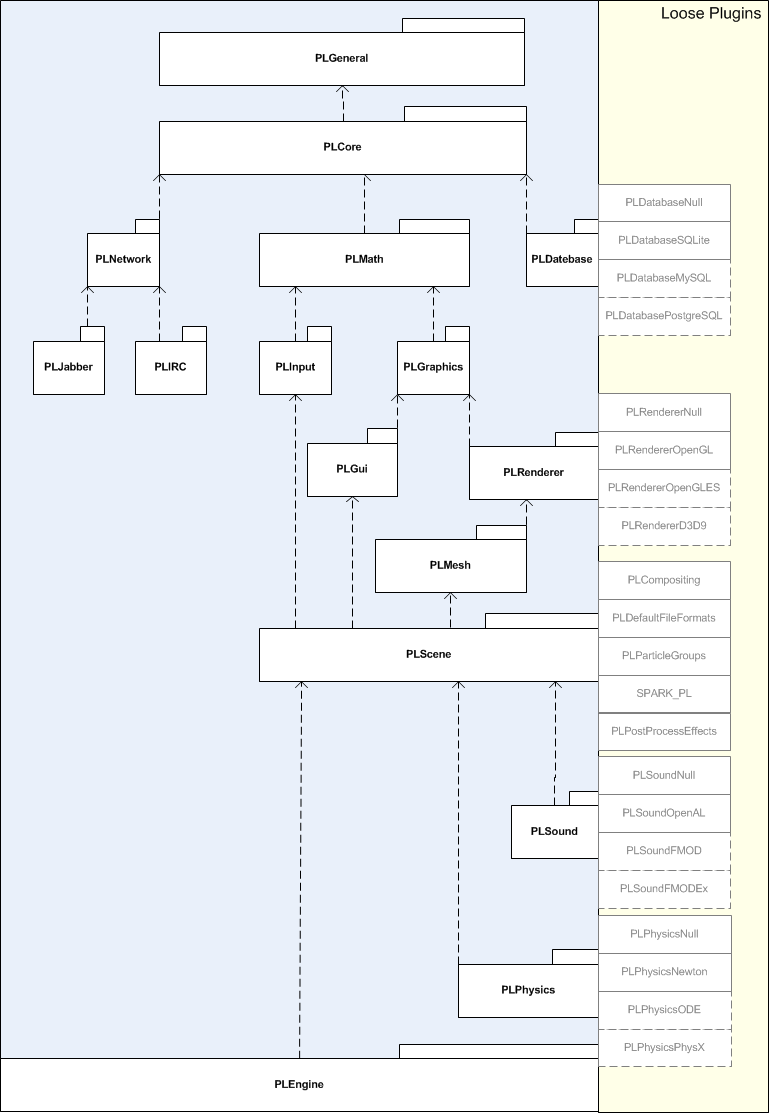 Loose Plugins
PLGeneral
PLCore
PLDatabaseNull
PLDatabaseSQLite
PLNetwork
PLMath
PLDatebase
PLDatabaseMySQL
PLDatabasePostgreSQL
PLJabber
PLIRC
PLInput
PLGraphics
PLRendererNull
PLRendererOpenGL
PLGui
PLRenderer
PLRendererOpenGLES
PLRendererD3D9
PLMesh
PLCompositing
PLDefaultFileFormats
PLScene
PLParticleGroups
SPARK_PL
PLPostProcessEffects
PLSoundNull
PLSoundOpenAL
PLSound
PLSoundFMOD
PLSoundFMODEx
PLPhysicsNull
PLPhysicsNewton
PLPhysics
PLPhysicsODE
PLPhysicsPhysX
PLEngine